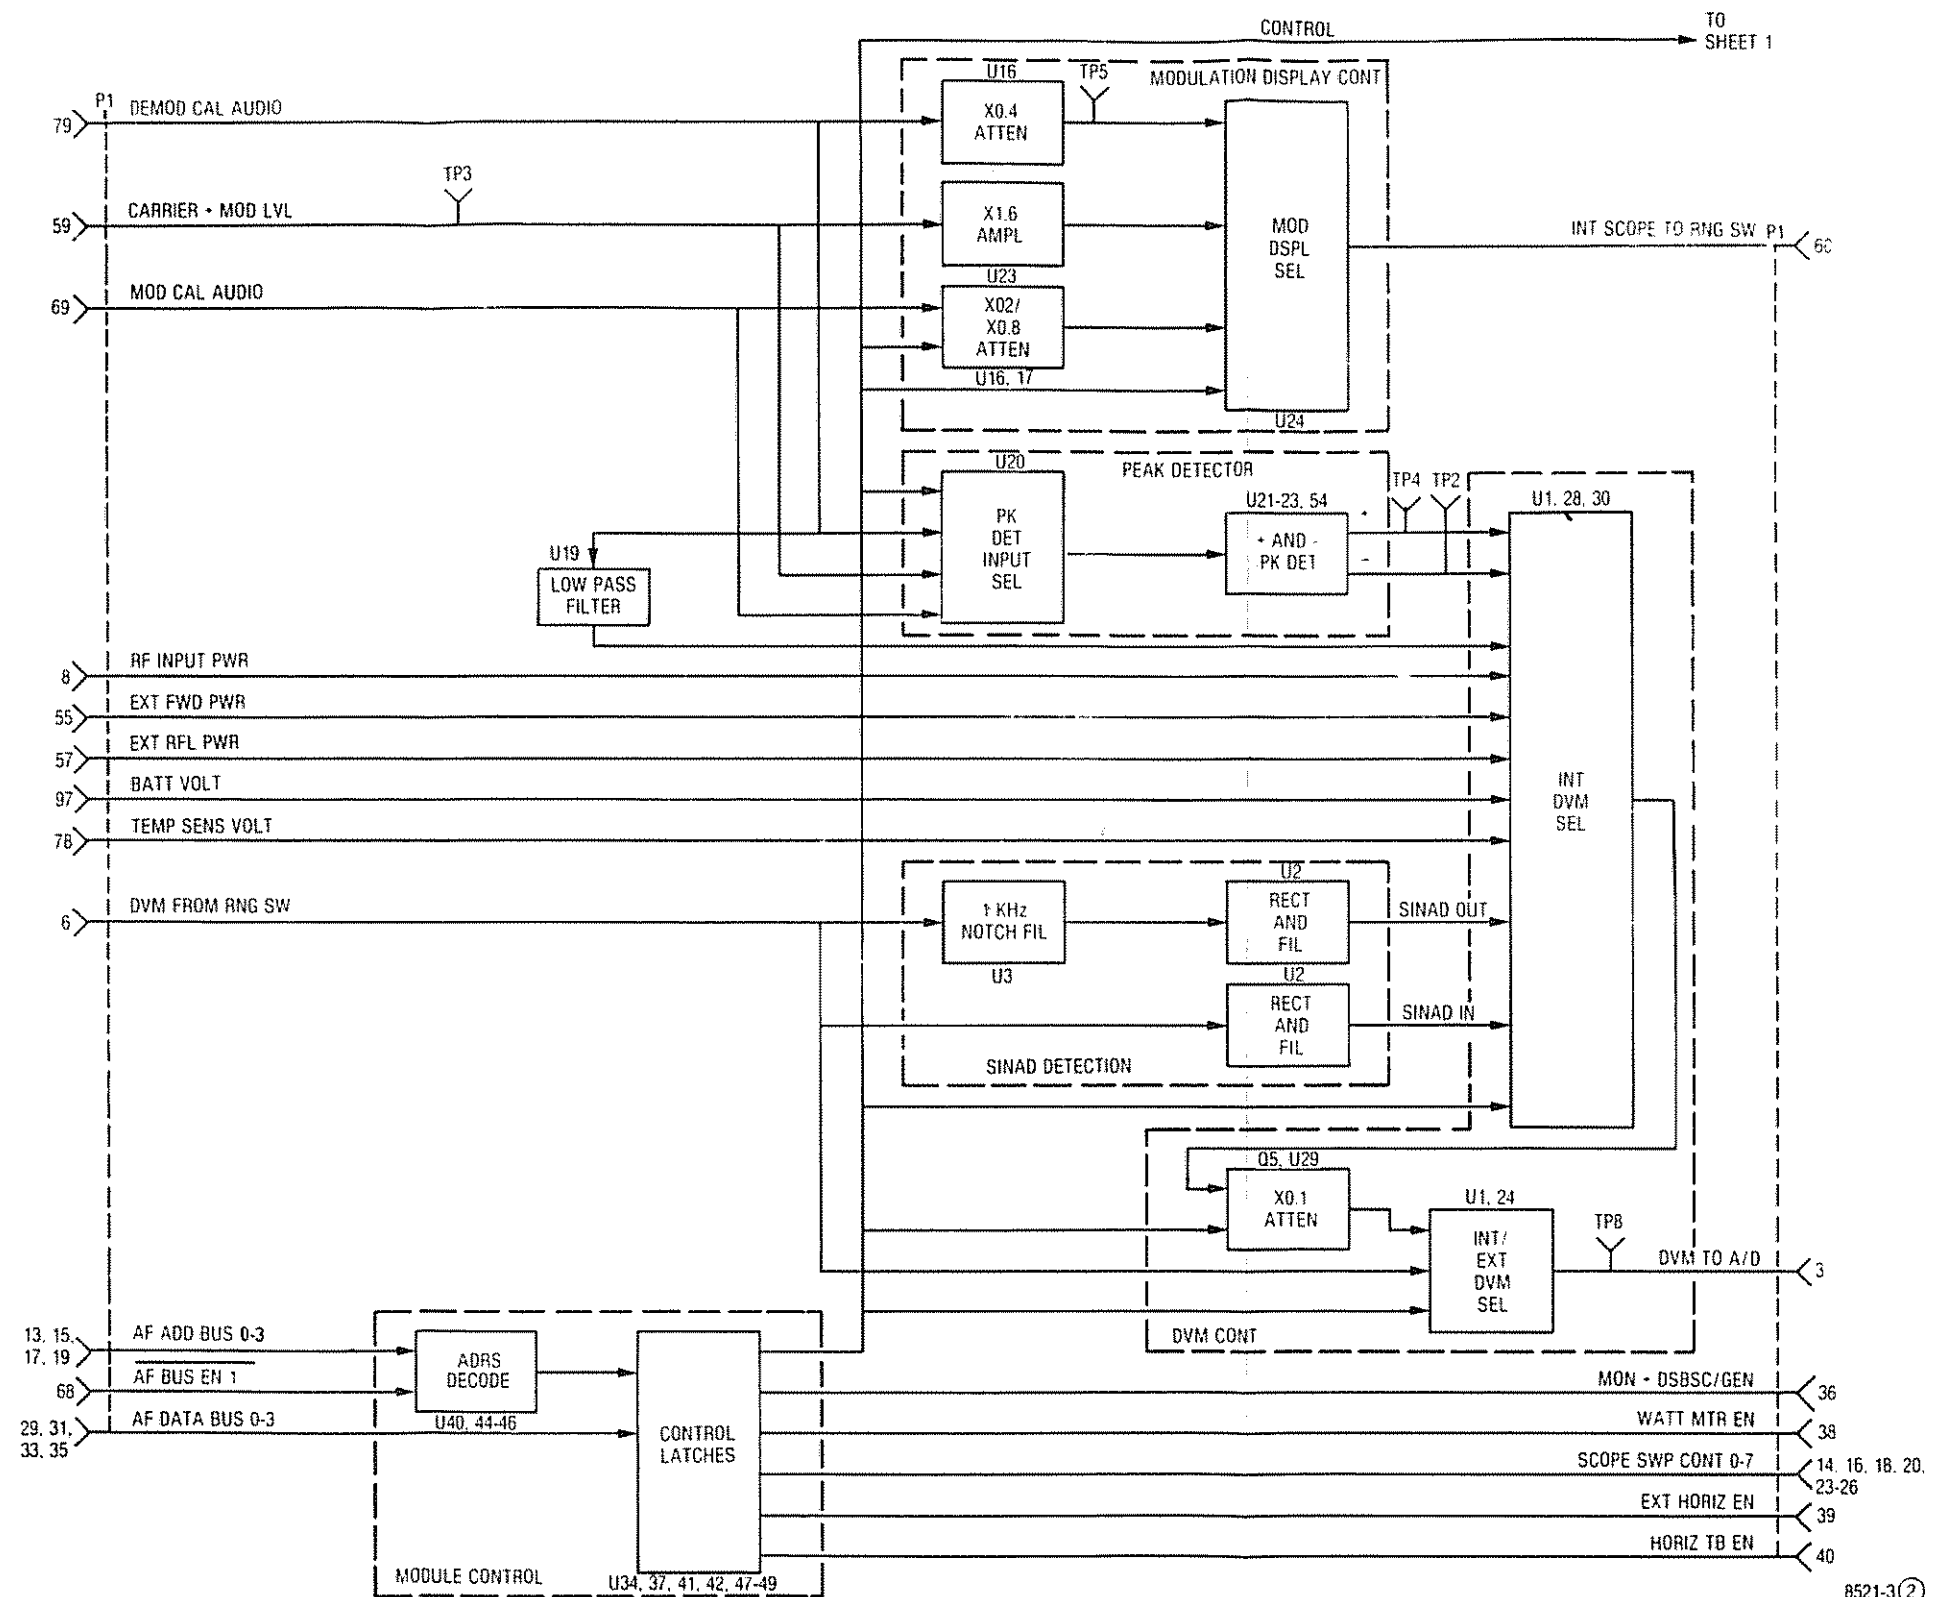 CONTROL
TO
SHEET 1
U16
TP5
MODULATION DISPLAY CONT
P1
DEMOD CAL AUDIO
79
X0.4
ATTEN
TP3
CARRIER + MOD LVL
59
X1.6
AMPL
MOD
DSPL
SEL
INT SCOPE TO RNG SW
P1
U23
MOD CAL AUDIO
69
X02/
X0.8
ATTEN
U16, 17
U24
U20
PEAK DETECTOR
TP4
TP2
U21-23, 54
U1, 28, 30
PK
DET
INPUT
SEL
+ AND -
PK DET
+
-
U19
LOW PASS
FILTER
RF INPUT PWR
8
EXT FWD PWR
55
EXT RFL PWR
57
BATT VOLT
97
TEMP SENS VOLT
78
INT
DVM
SEL
U2
DVM FROM RNG SW
6
1 KHz
NOTCH FIL
U3
RECT
AND
FIL
SINAD OUT
U2
RECT
AND
FIL
SINAD IN
SINAD DETECTION
Q5, U29
X0.1
ATTEN
U1, 24
INT/
EXT
DVM
SEL
TP8
DVM TO A/D
3
DVM CONT
13, 15,
17, 19
AF ADD BUS 0-3
68
AF BUS EN 1
29, 31,
33, 35
AF DATA BUS 0-3
ADRS
DECODE
U40, 44-46
CONTROL
LATCHES
MODULE CONTROL
U34, 37, 41, 42, 47-49
MON + DSBSC/GEN
36
WATT MTR EN
38
SCOPE SWP CONT 0-7
14, 16, 18, 20,
23-26
EXT HORIZ EN
39
HORIZ TB EN
40
8521-3(2)